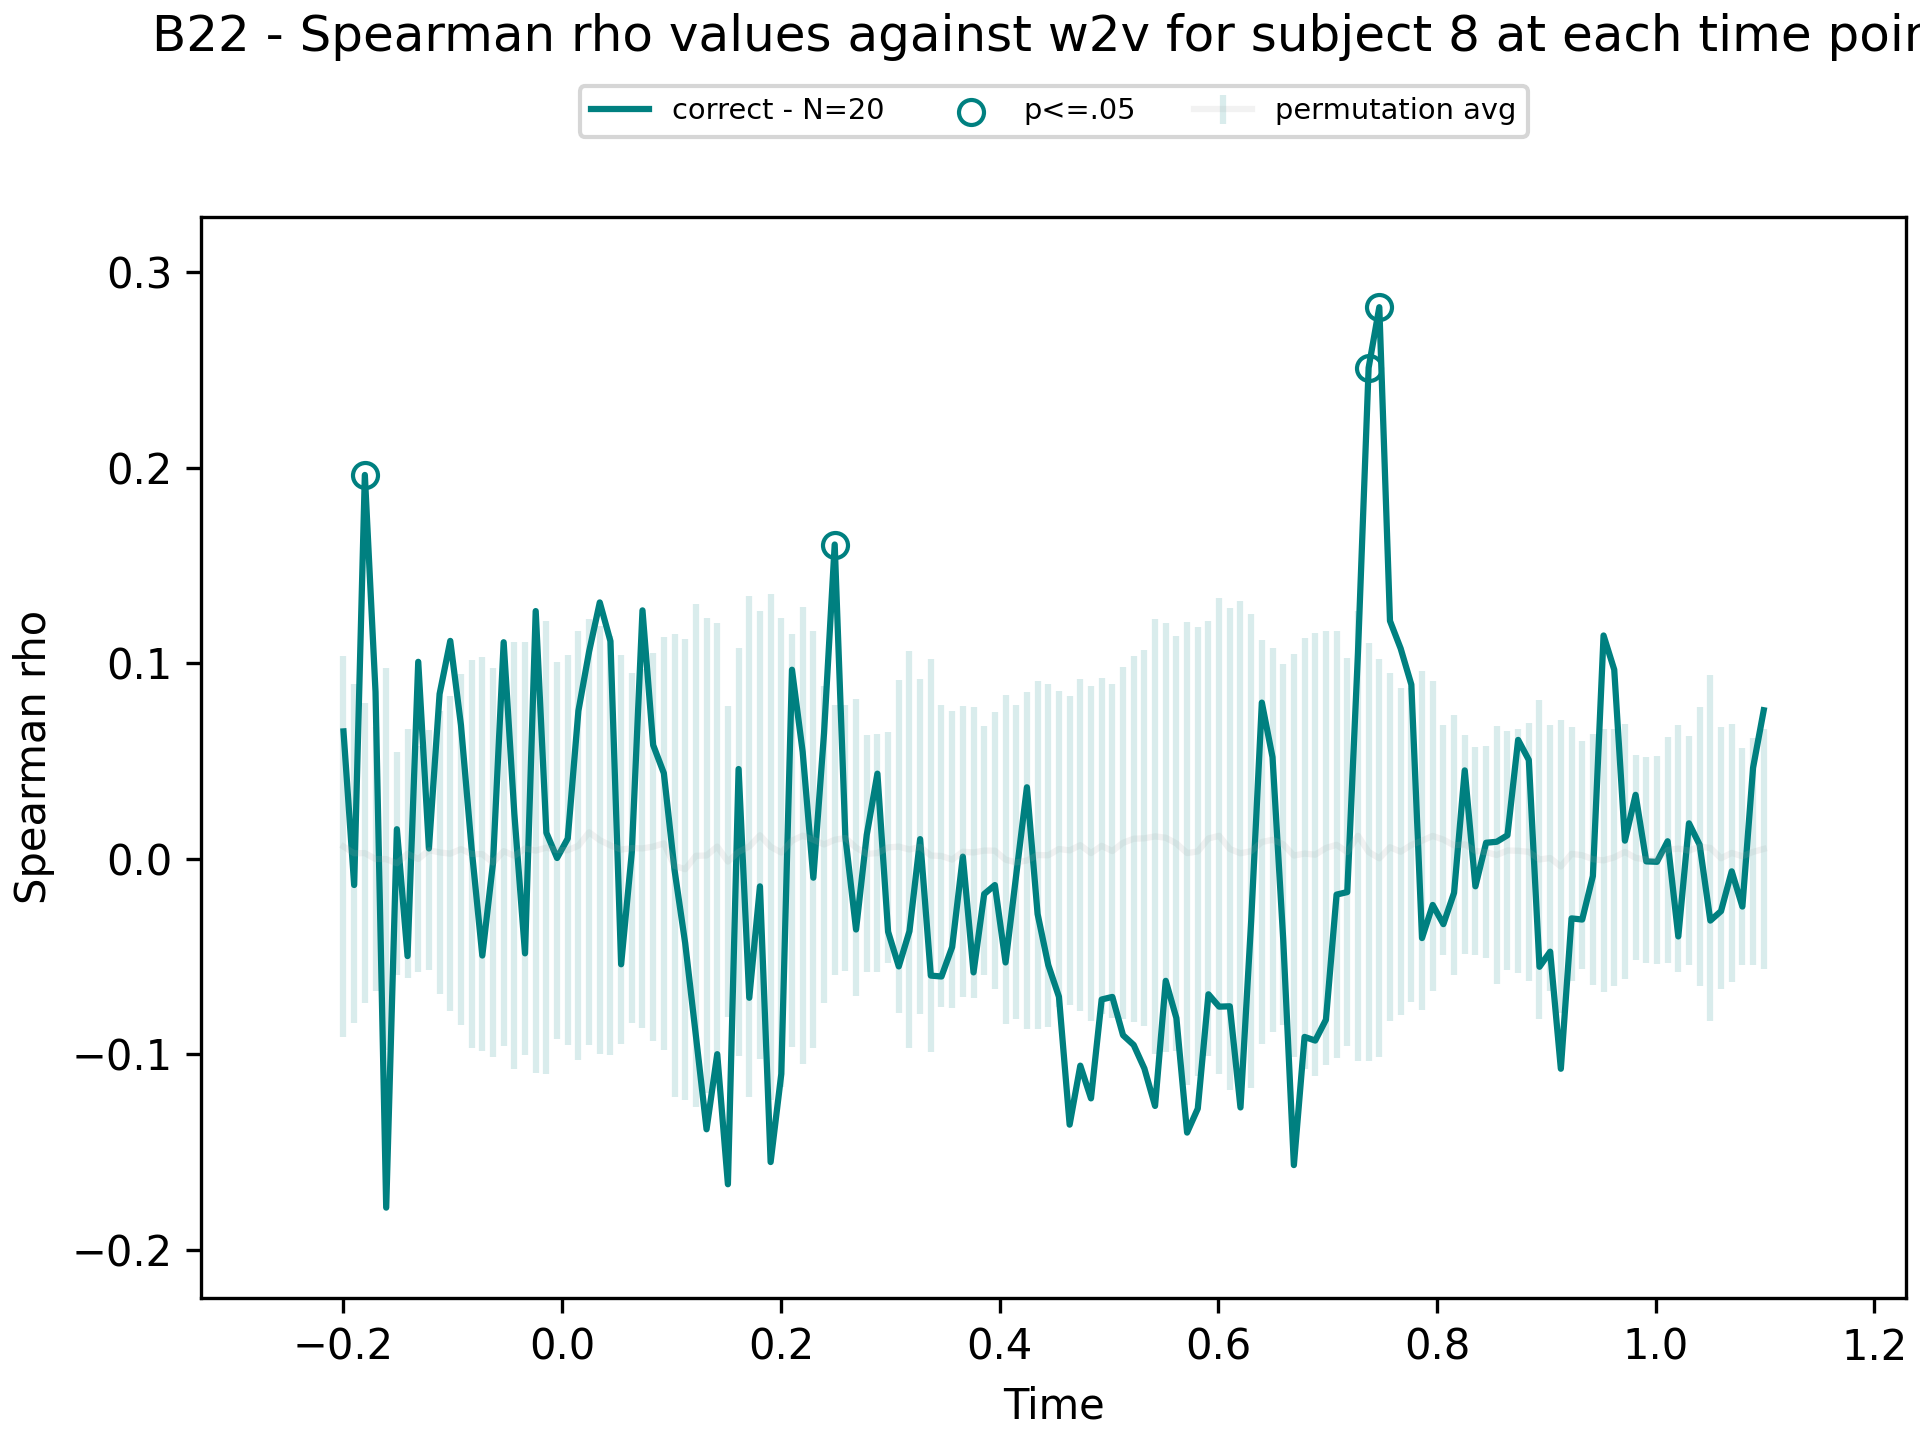 B22 - Spearman rho values against w2v for subject 8 at each time
correct - N=20 p<=.05 permutation avg
0.3
0.2
0.1
0.0
−0.1
−0.2
Spearman rho
−0.2 0.0 0.2 0.4 0.6 0.8 1.0 1.2
Time